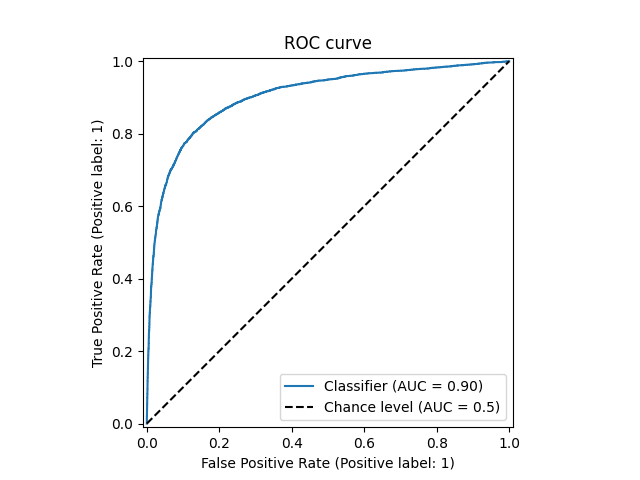 ROC curve
True Positive Rate (Positive label: 1)
1.0
0.8
0.6
0.4
0.2
0.0
Classifier (AUC = 0.90)
Chance level (AUC = 0.5)
0.0 0.2 0.4 0.6 0.8 1.0
False Positive Rate (Positive label: 1)